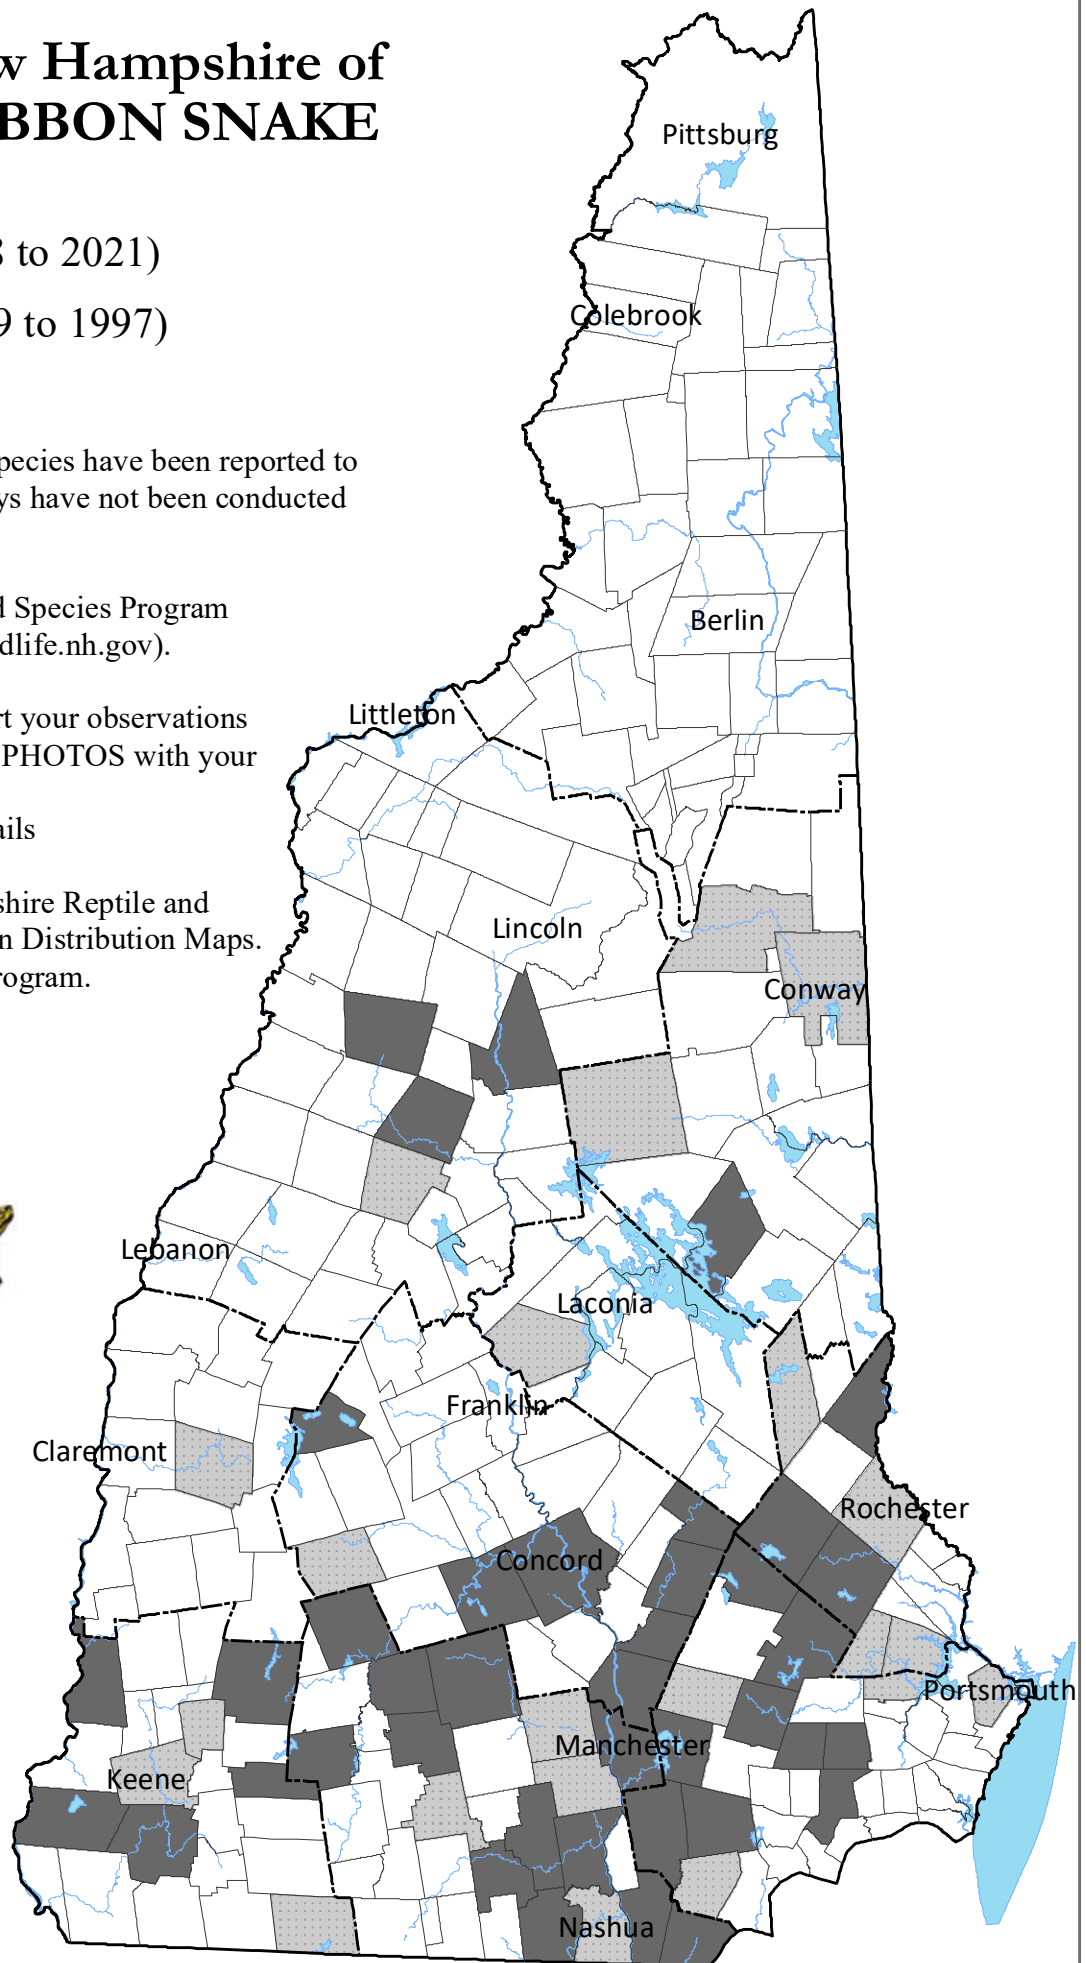 w Hampshire of
BBON SNAKE
to 2021)
9 to 1997)
pecies have been reported to
ys have not been conducted
d Species Program
dlife.nh.gov).
rt your observations
PHOTOS with your
ails
shire Reptile and
n Distribution Maps.
rogram.
Pittsburg
Colebrook
Berlin
Littleton
Lincoln
Conway
Lebanon
Laconia
Franklin
Claremont
Rochester
Concord
Portsmouth
Manchester
Keene
Nashua